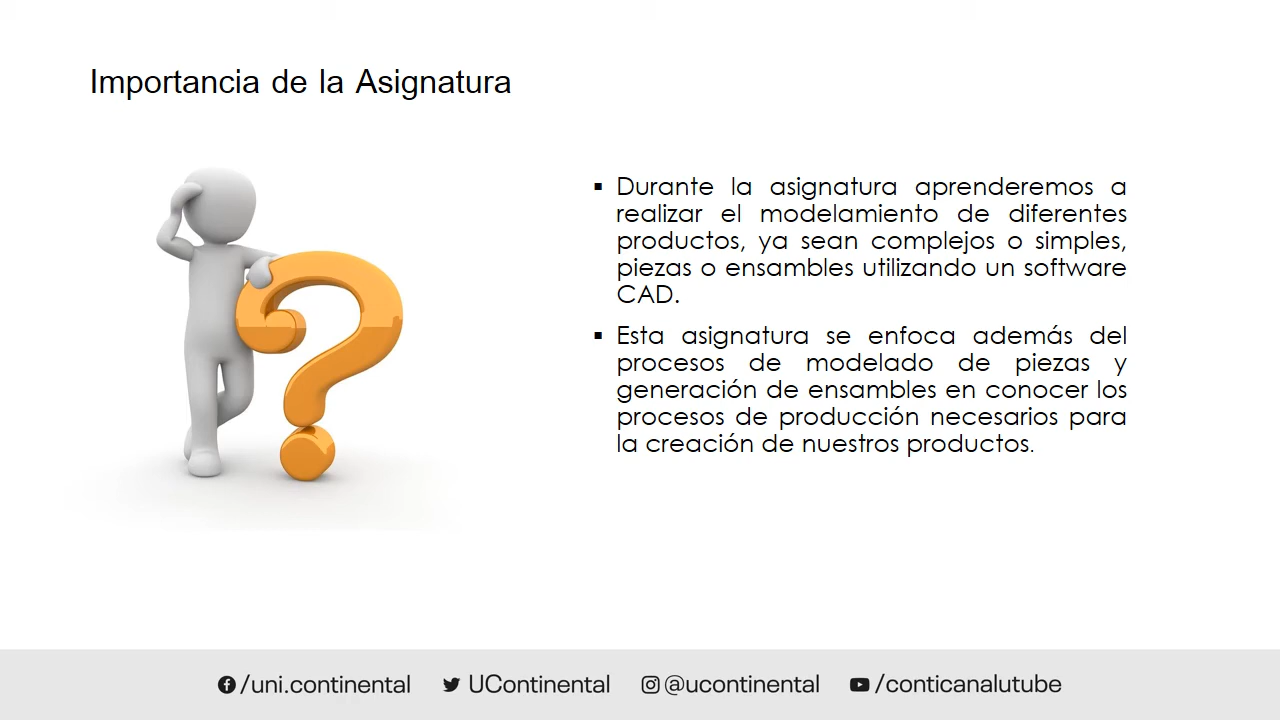 Importancia de la Asignatura
▪ Durante la asignatura aprenderemos a
realizar el modelamiento de diferentes
productos, ya sean complejos o simples,
piezas o ensambles utilizando un software
CAD.
▪ Esta asignatura se enfoca además del
procesos de modelado de piezas y
generación de ensambles en conocer los
procesos de producción necesarios para
la creación de nuestros productos.
/uni.continental UContinental @ucontinental /conticanalutube